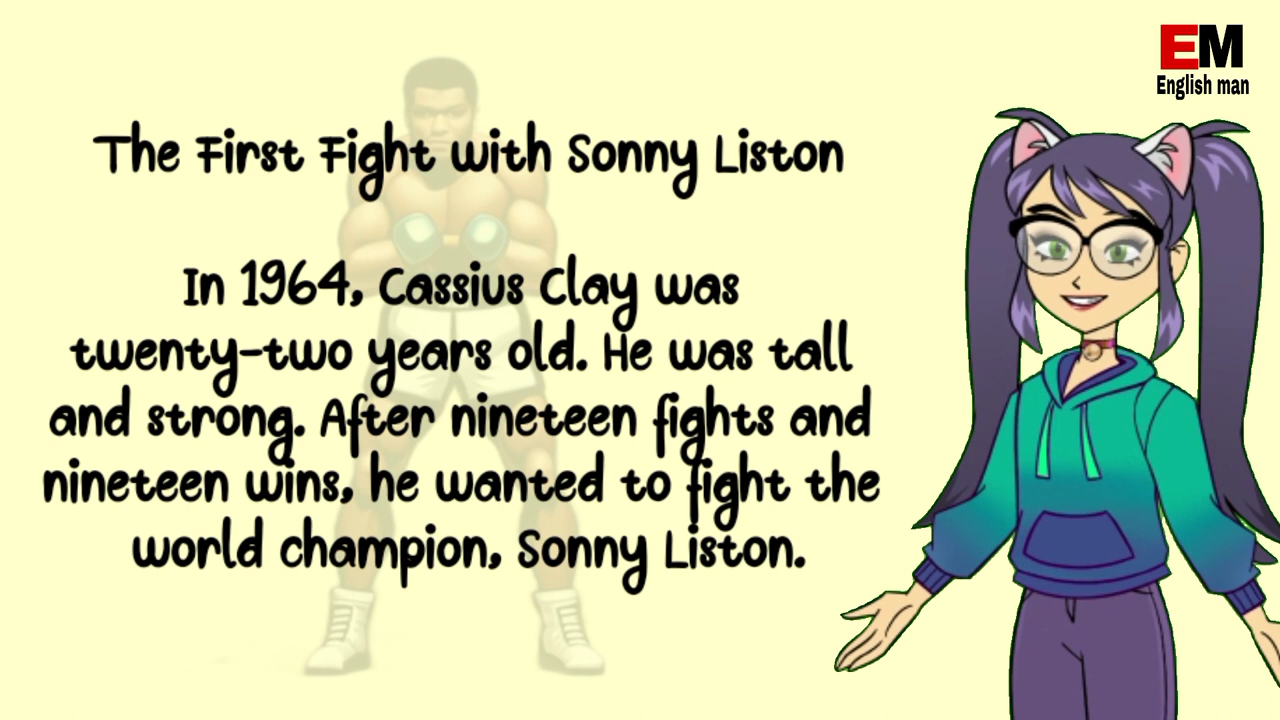 EM
English man
The First Fight with Sonny Liston
In 1964, Cassius Clay was
twenty-two years old. He was tall
and strong. After nineteen fights and
nineteen wins, he wanted to fight the
world champion, Sonny Liston.